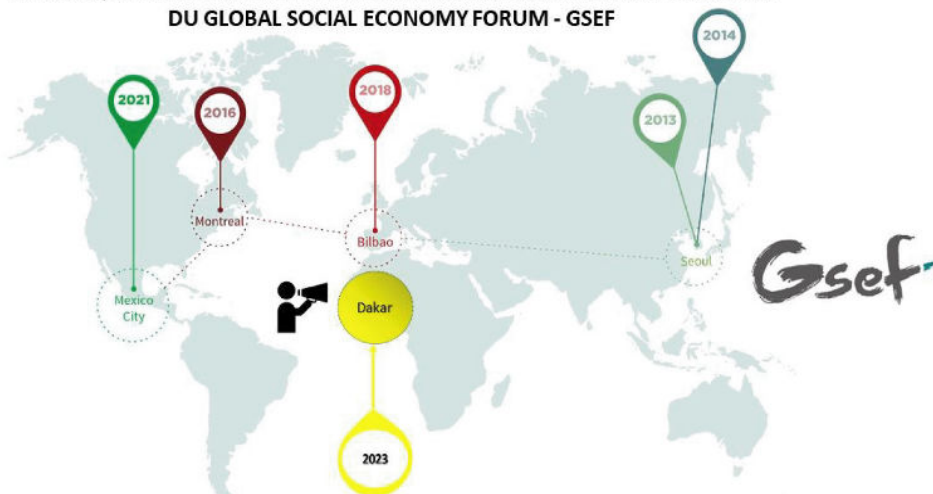 DU GLOBAL SOCIAL ECONOMY FORUM - GSEF
2014
2021
2016
2018
2013
Montreal
Bilbao
Seoul
Gsef
Mexico
City
Dakar
2023